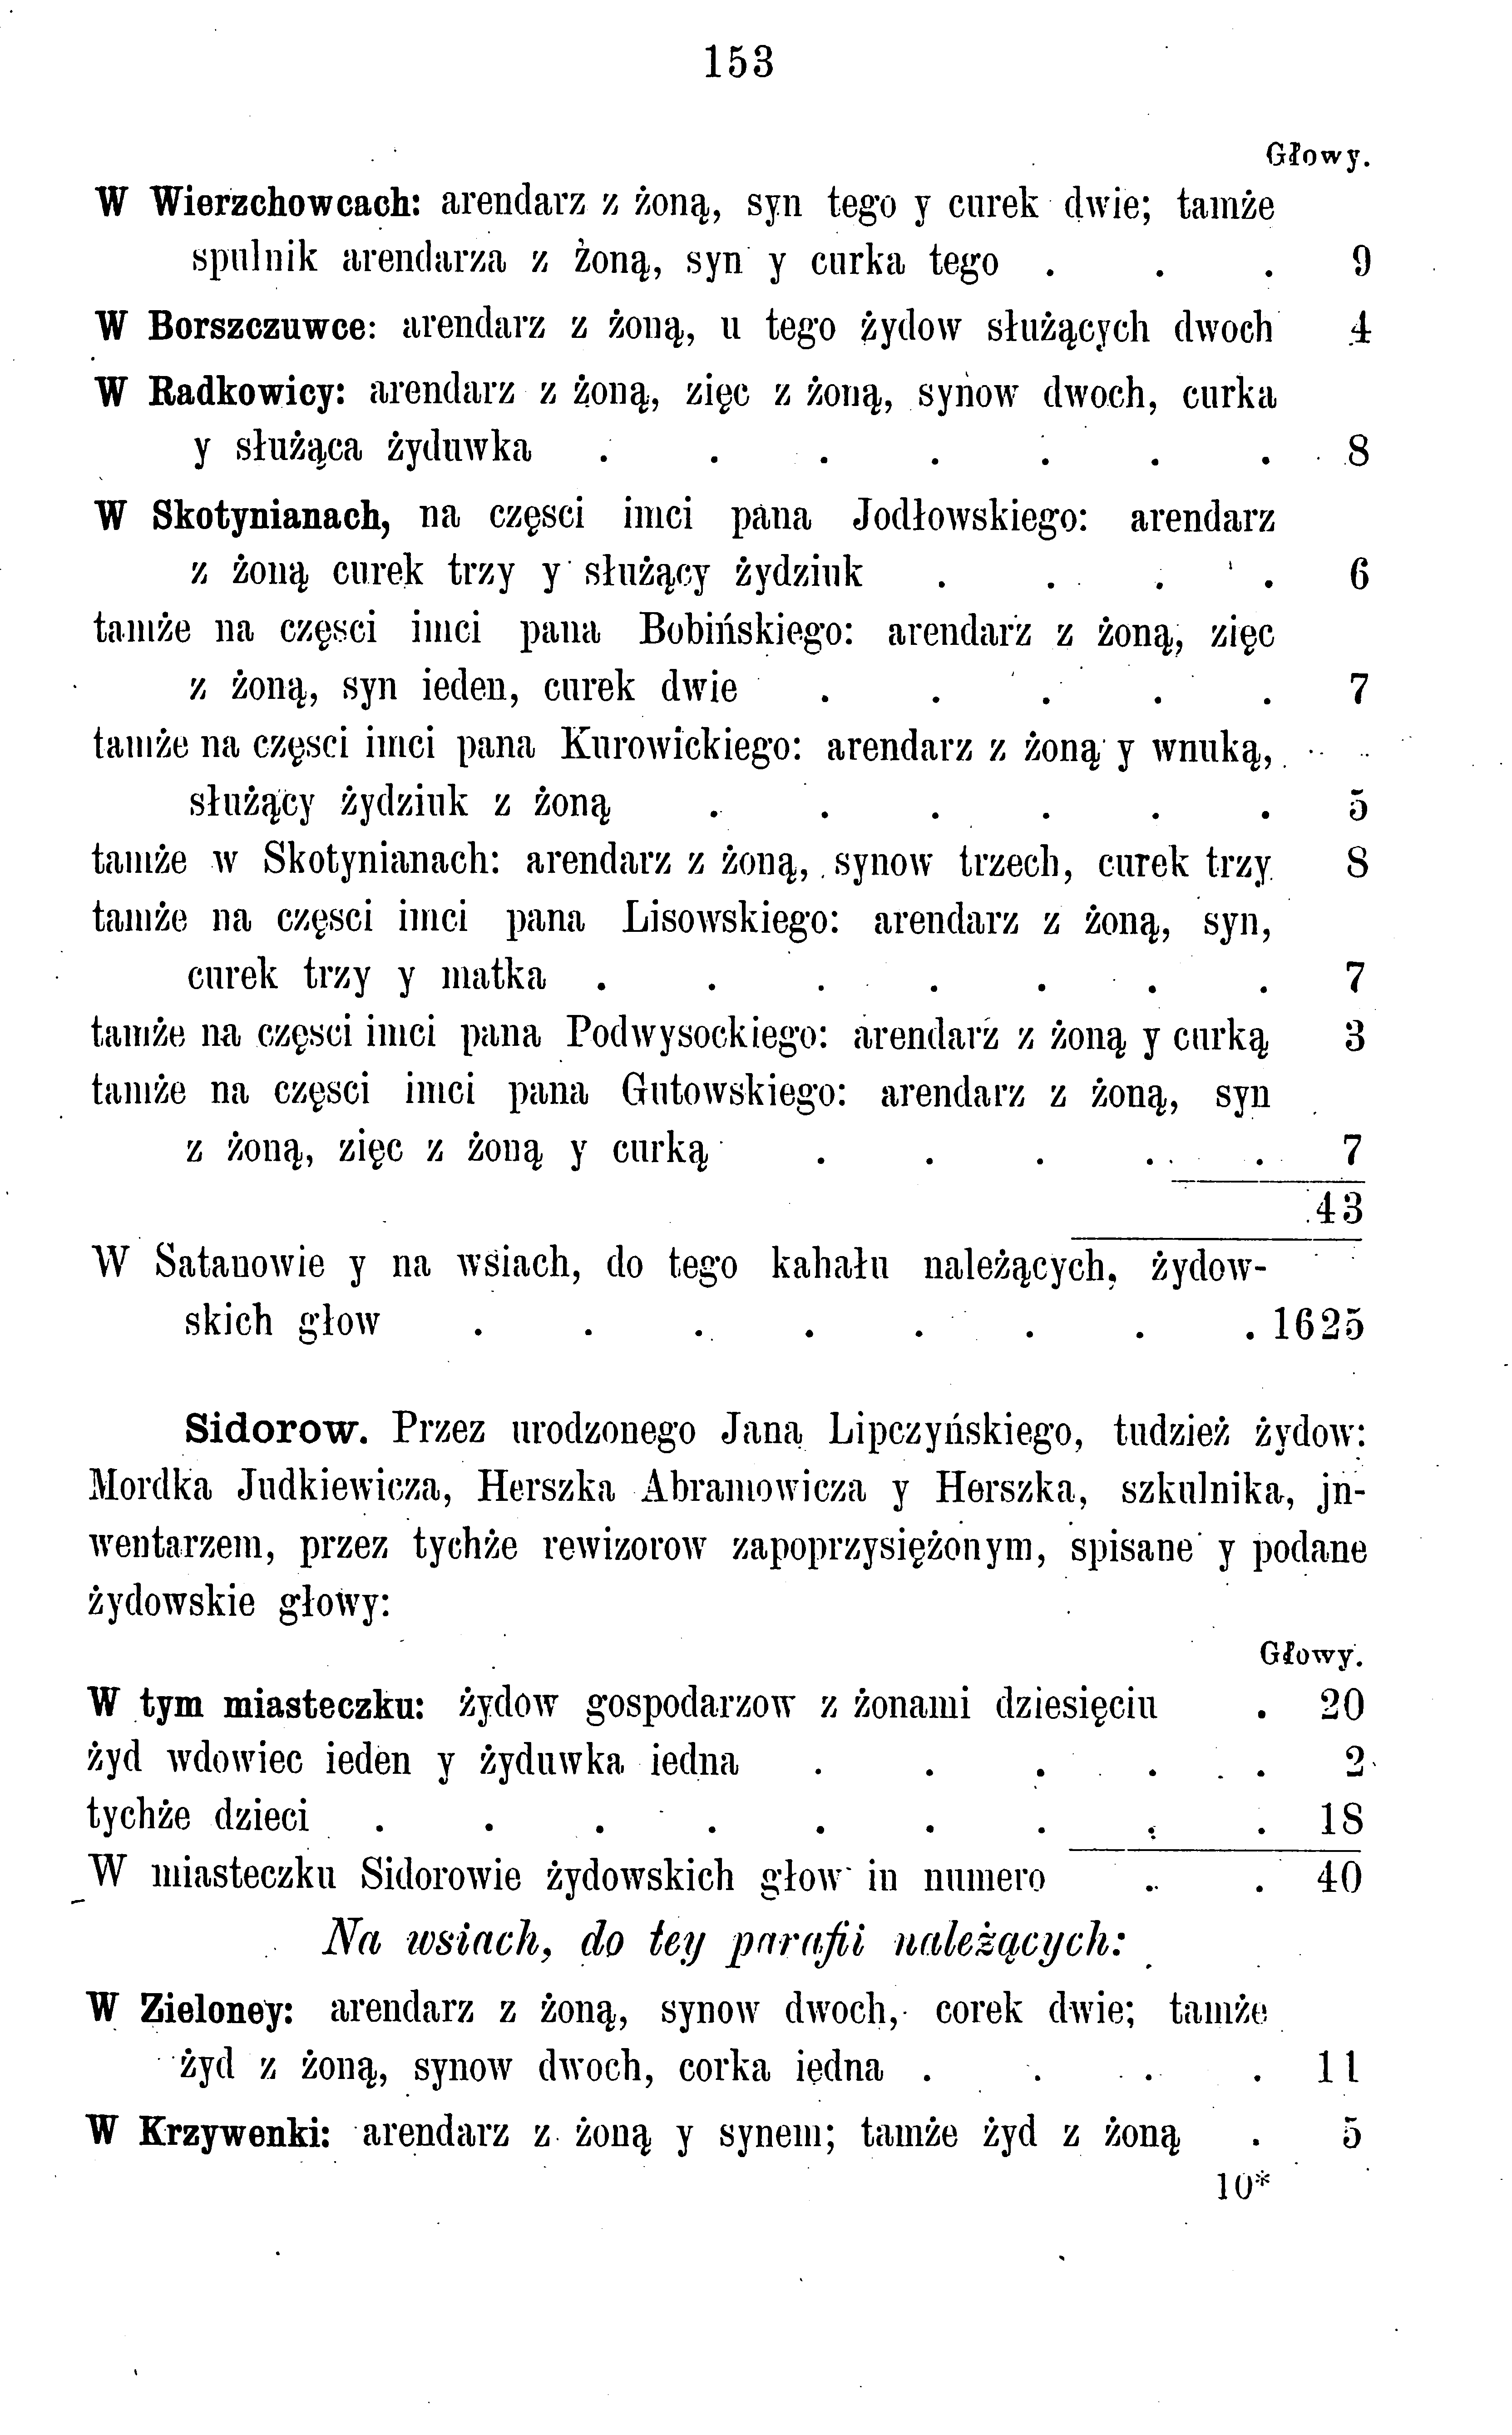 153
Głowy.
W Wierzchowcach: arendarz z żoną, syn tego y curek dwie; tamże
spulnik arendarza z żoną, syn y curka tego . . . 9
W Borszczuwce: arendarz z żoną, u tego żydow służących dwoch 4
W Radkowicy: arendarz z żoną, zięc z żoną, synow dwoch, curka
y służąca żyduwka . . . . . . . 8
W Skotynianach, na częsci imci pana Jodłowskiego: arendarz
z żoną curek trzy y służący żydziuk . . . . 6
tamże na częsci imci pana Bobińskiego: arendarz z żoną, zięc
z żoną, syn ieden, curek dwie . . . . . 7
tamże na częsci imci pana Kurowickiego: arendarz z żoną y wnuką,
służący żydziuk z żoną . . . . . . 5
tamże w Skotynianach: arendarz z żoną, synow trzech, curek trzy 8
tamże na częsci imci pana Lisowskiego: arendarz z żoną, syn,
curek trzy y matka . . . . . . . 7
tamże na częsci imci pana Podwysockiego: arendarz z żoną y curką 3
tamże na częsci imci pana Gutowskiego: arendarz z żoną, syn
z żoną, zięc z żoną y curką . . . . . 7
43
W Satanowie y na wsiach, do tego kahału należących, żydow-
skich głow . . . . . . . . 1625
Sidorow. Przez urodzonego Jana Lipczyńskiego, tudzież żydow:
Mordka Judkiewicza, Herszka Abramowicza y Herszka, szkulnika, jn-
wentarzem, przez tychże rewizorow zapoprzysiężonym, spisane y podane
żydowskie głowy:
Głowy.
W tym miasteczku: żydow gospodarzow z żonami dziesięciu . 20
żyd wdowiec ieden y żyduwka iedna . . . . . 2
tychże dzieci . . . . . . . . . 18
W miasteczku Sidorowie żydowskich głow in numero . . 40
Na wsiach, do tey parafii należących:
W Zieloney: arendarz z żoną, synow dwoch, corek dwie; tamże
żyd z żoną, synow dwoch, corka iedna . . . . 11
W Krzywenki: arendarz z żoną y synem; tamże żyd z żoną . 5
10*